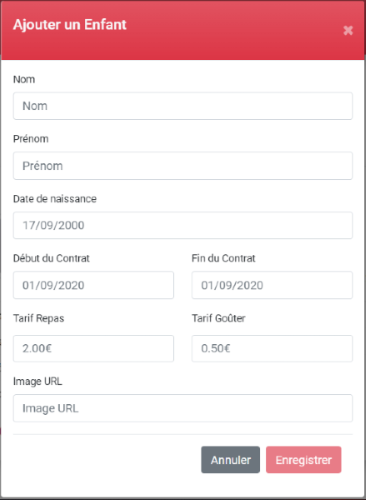 Ajouter un Enfant
×
Nom
Nom
Prénom
Prénom
Date de naissance
17/09/2000
Début du Contrat Fin du Contrat
01/09/2020 01/09/2020
Tarif Repas Tarif Goûter
2.00€ 0.50€
Image URL
Image URL
Annuler Enregistrer